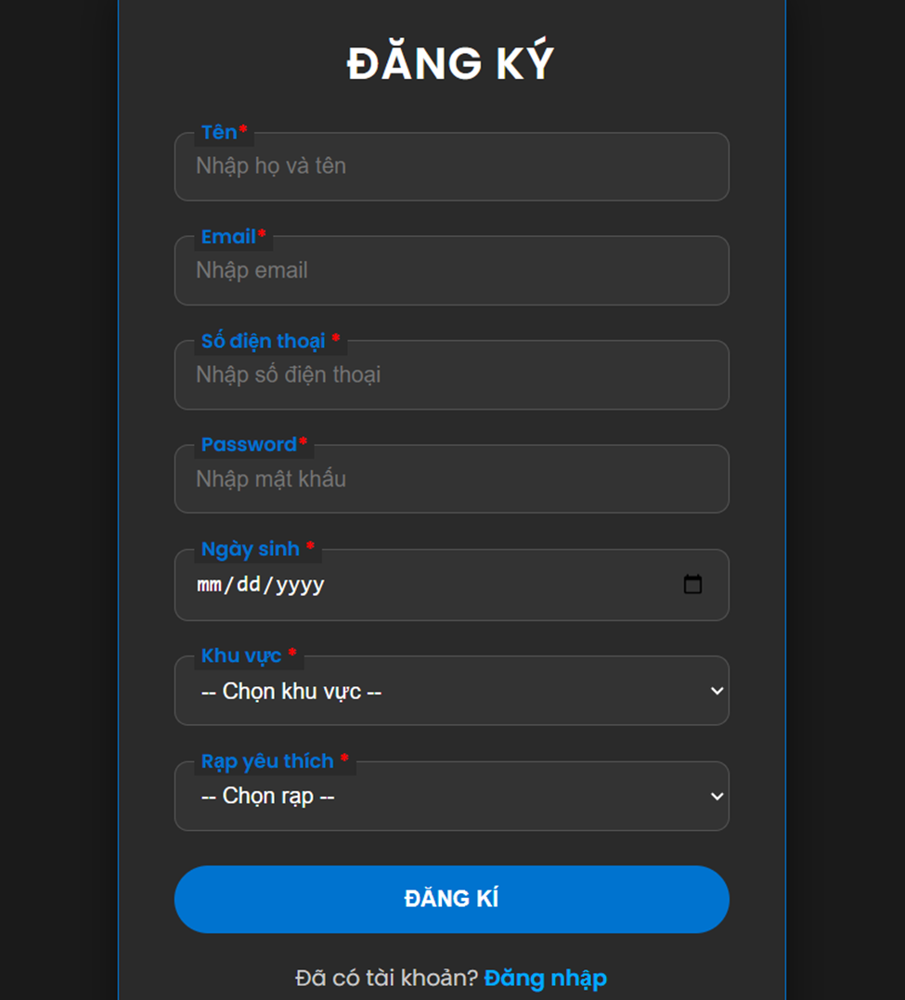 ĐĂNG KÝ
Tên*
Nhập họ và tên
Email*
Nhập email
Số điện thoại *
Nhập số điện thoại
Password*
Nhập mật khẩu
Ngày sinh *
mm/dd/yyyy
Khu vực *
-- Chọn khu vực --
Rạp yêu thích *
-- Chọn rạp --
ĐĂNG KÍ
Đã có tài khoản? Đăng nhập